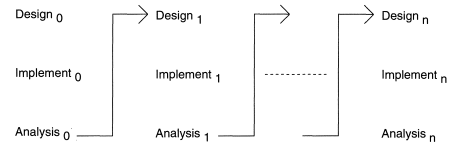 Design 0 Design 1 Design n
Implement 0 Implement 1 Implement n
Analysis 0 Analysis 1 Analysis n